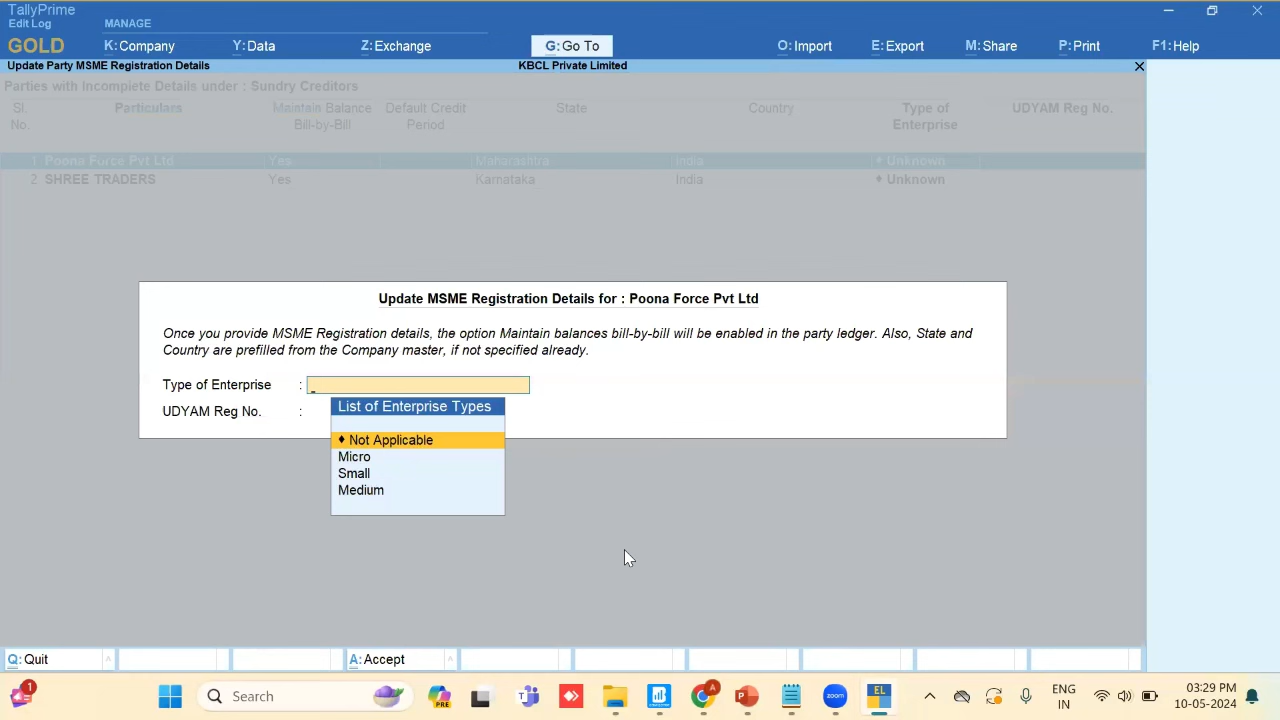 TallyPrime
Edit Log
MANAGE
GOLD
K:Company
Y:Data
Z:Exchange
G:Go To
O:Import
E:Export
M:Share
P:Print
F1:Help
Update Party MSME Registration Details
KBCL Private Limited
Parties with Incomplete Details under : Sundry Creditors
Sl. Particulars Maintain Balance Default Credit State Country Type of UDYAM Reg No.
No. Bill-by-Bill Period Enterprise
1 Poona Force Pvt Ltd Yes Maharashtra India ♦ Unknown
2 SHREE TRADERS Yes Karnataka India ♦ Unknown
Update MSME Registration Details for : Poona Force Pvt Ltd
Once you provide MSME Registration details, the option Maintain balances bill-by-bill will be enabled in the party ledger. Also, State and
Country are prefilled from the Company master, if not specified already.
Type of Enterprise :
UDYAM Reg No. :
List of Enterprise Types
♦ Not Applicable
Micro
Small
Medium
Q:Quit
A:Accept
1
Search
PRE
A
zoom
EL
ENG
IN
03:29 PM
10-05-2024